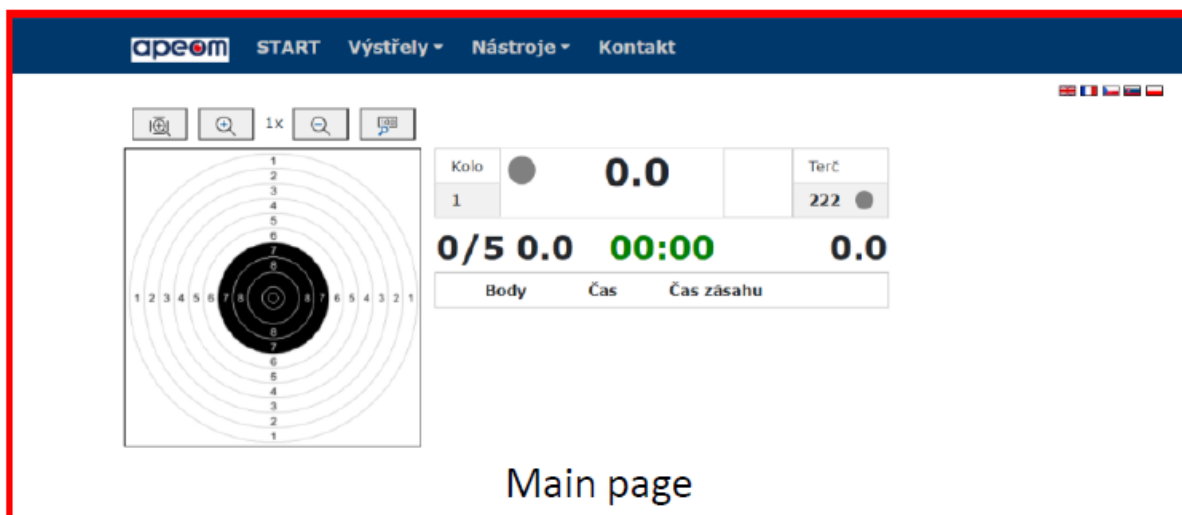 apeom START Výstřely Nástroje Kontakt
1x
1
2
3
4
5
6
7
8
1 2 3 4 5 6 7 8 8 7 6 5 4 3 2 1
8
7
6
5
4
3
2
1
Kolo 0.0 Terč
1 222
0/5 0.0 00:00 0.0
Body Čas Čas zásahu
Main page